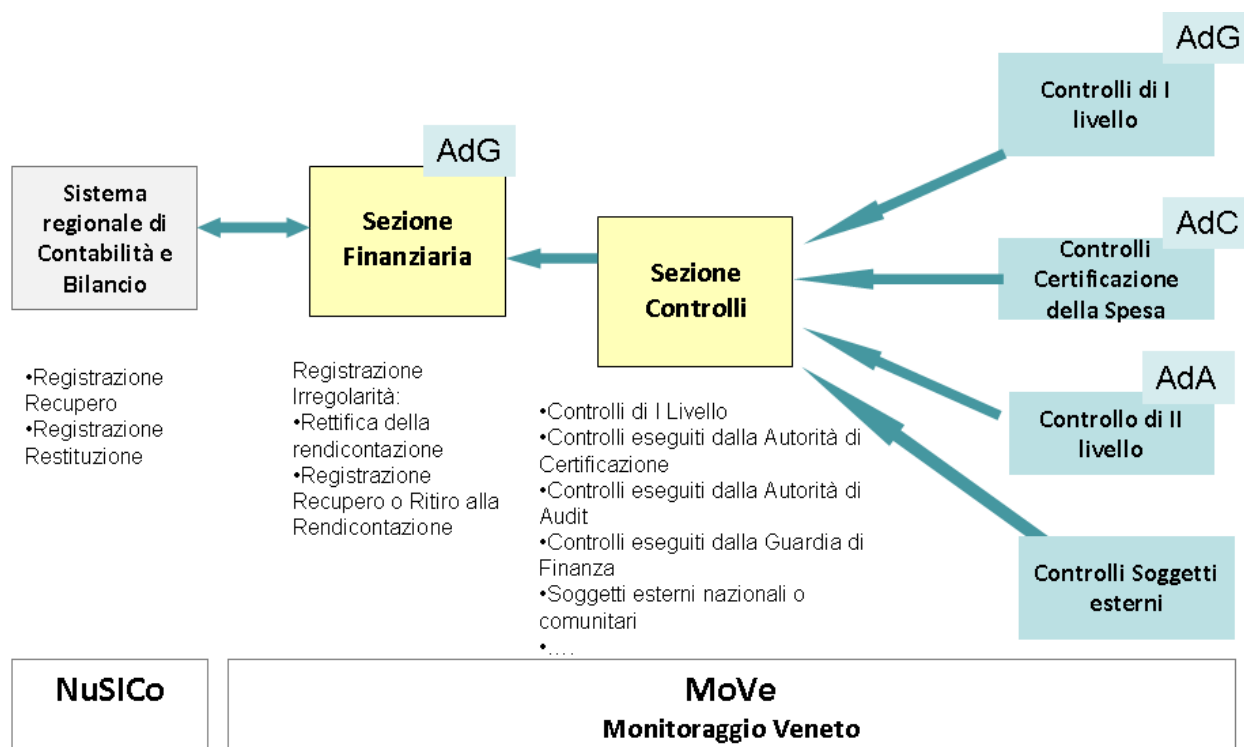 AdG
Controlli di I
livello
AdG
Sistema
regionale di
Contabilità e
Bilancio
Sezione
Finanziaria
Sezione
Controlli
AdC
Controlli
Certificazione
della Spesa
AdA
Controllo di II
livello
Controlli Soggetti
esterni
•Registrazione
Recupero
•Registrazione
Restituzione
Registrazione
Irregolarità:
•Rettifica della
rendicontazione
•Registrazione
Recupero o Ritiro alla
Rendicontazione
•Controlli di I Livello
•Controlli eseguiti dalla Autorità di
Certificazione
•Controlli eseguiti dalla Autorità di
Audit
•Controlli eseguiti dalla Guardia di
Finanza
•Soggetti esterni nazionali o
comunitari
•....
NuSICo
MoVe
Monitoraggio Veneto